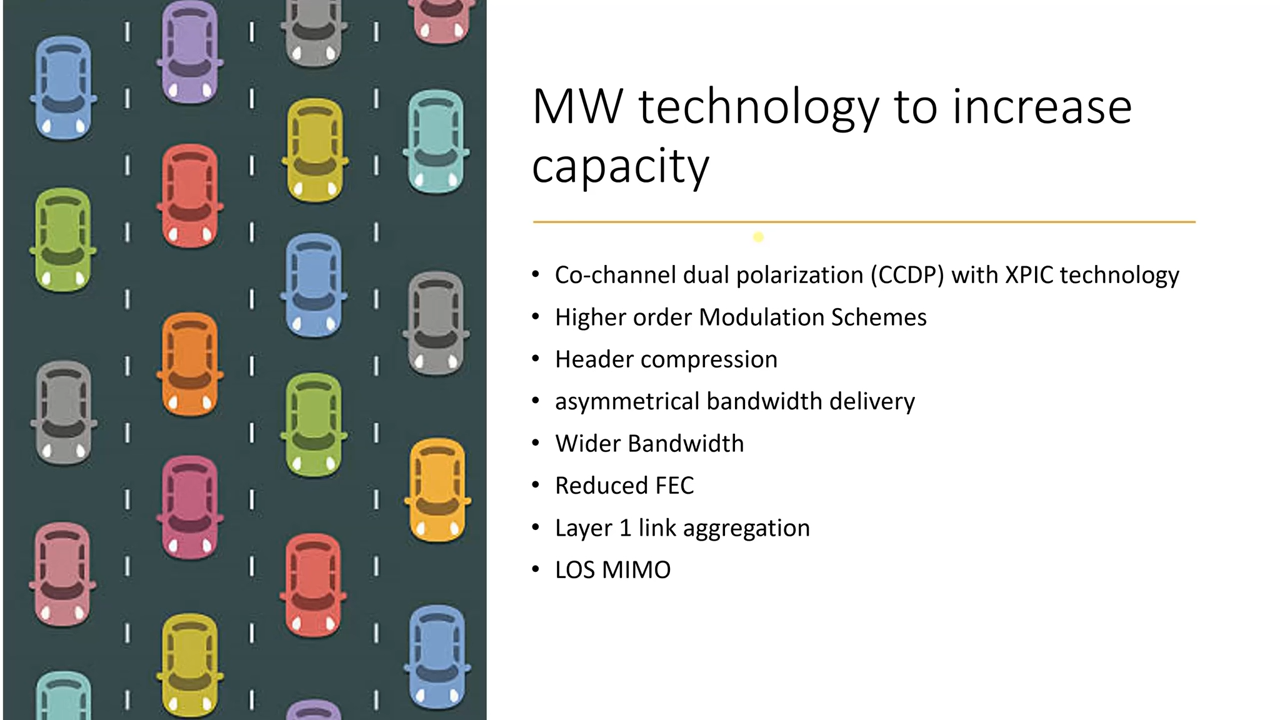 MW technology to increase
capacity
• Co-channel dual polarization (CCDP) with XPIC technology
• Higher order Modulation Schemes
• Header compression
• asymmetrical bandwidth delivery
• Wider Bandwidth
• Reduced FEC
• Layer 1 link aggregation
• LOS MIMO